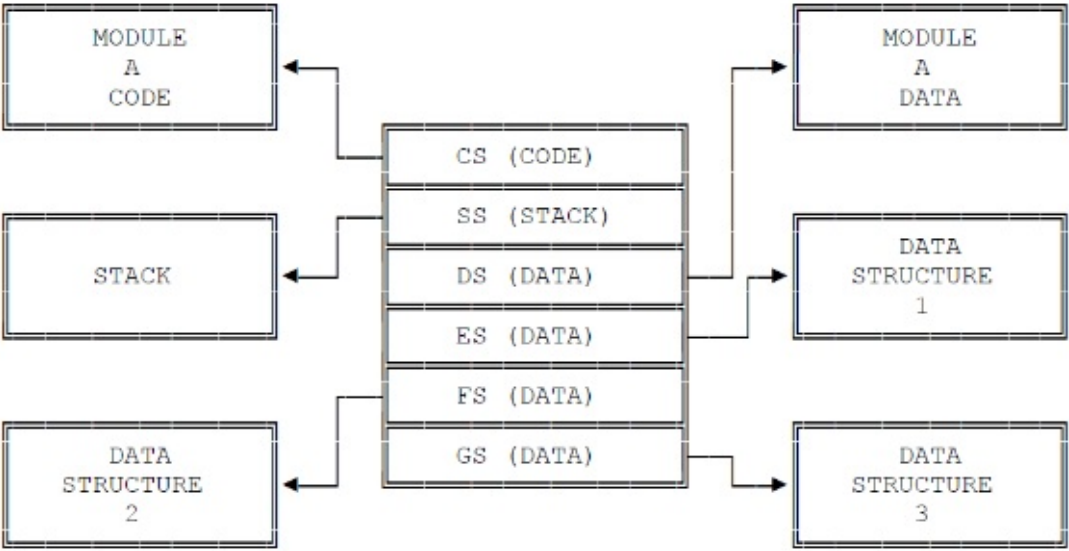 MODULE
A
CODE
MODULE
A
DATA
CS (CODE)
SS (STACK)
DS (DATA)
ES (DATA)
FS (DATA)
GS (DATA)
STACK
DATA
STRUCTURE
1
DATA
STRUCTURE
2
DATA
STRUCTURE
3